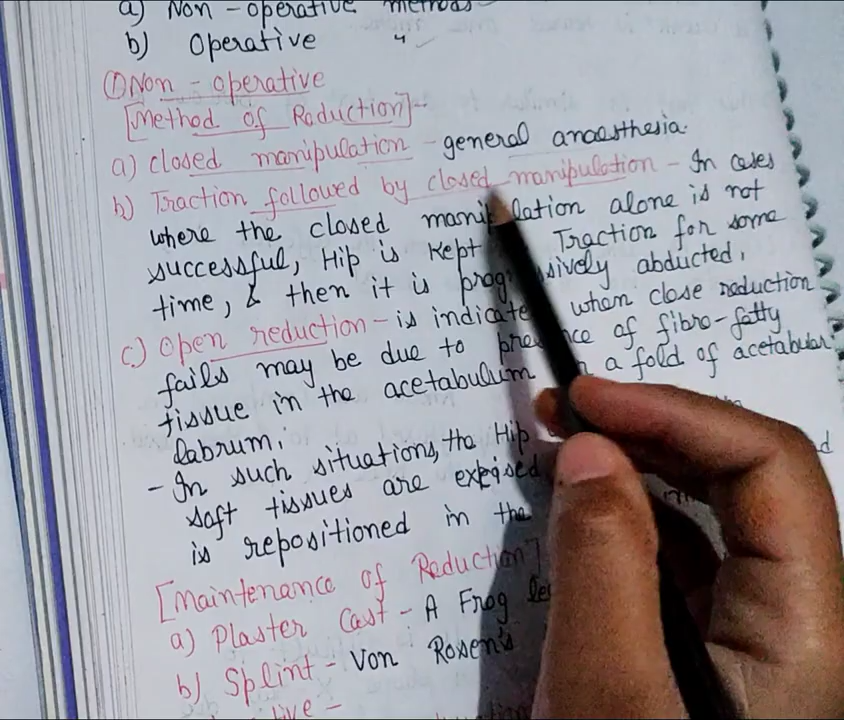 a) Non - operative methods
b) Operative "
① Non - operative
[Method of Raduction]
a) closed manipulation - general anaesthesia.
b) Traction followed by closed manipulation - In cases
where the closed manipulation alone is not
successful, Hip is kept Traction for some
time, & then it is progressively abducted.
c) Open reduction - is indicated when close reduction
fails may be due to presence of fibro-fatty
tissue in the acetabulum a fold of acetabular
labrum.
- In such situations, the Hip
soft tissues are
is repositioned in the
[Maintenance of Reduction]
a) Plaster Cast - A Frog
b) Splint - Von Rosen's